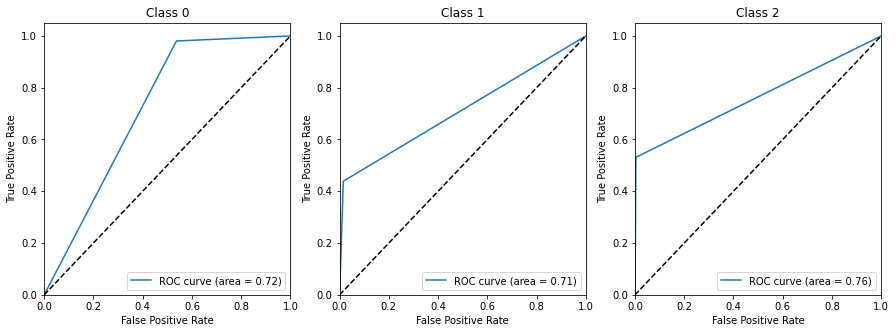 Class 0
True Positive Rate
1.0
0.8
0.6
0.4
0.2
0.0
ROC curve (area = 0.72)
0.0 0.2 0.4 0.6 0.8 1.0
False Positive Rate
Class 1
True Positive Rate
1.0
0.8
0.6
0.4
0.2
0.0
ROC curve (area = 0.71)
0.0 0.2 0.4 0.6 0.8 1.0
False Positive Rate
Class 2
True Positive Rate
1.0
0.8
0.6
0.4
0.2
0.0
ROC curve (area = 0.76)
0.0 0.2 0.4 0.6 0.8 1.0
False Positive Rate